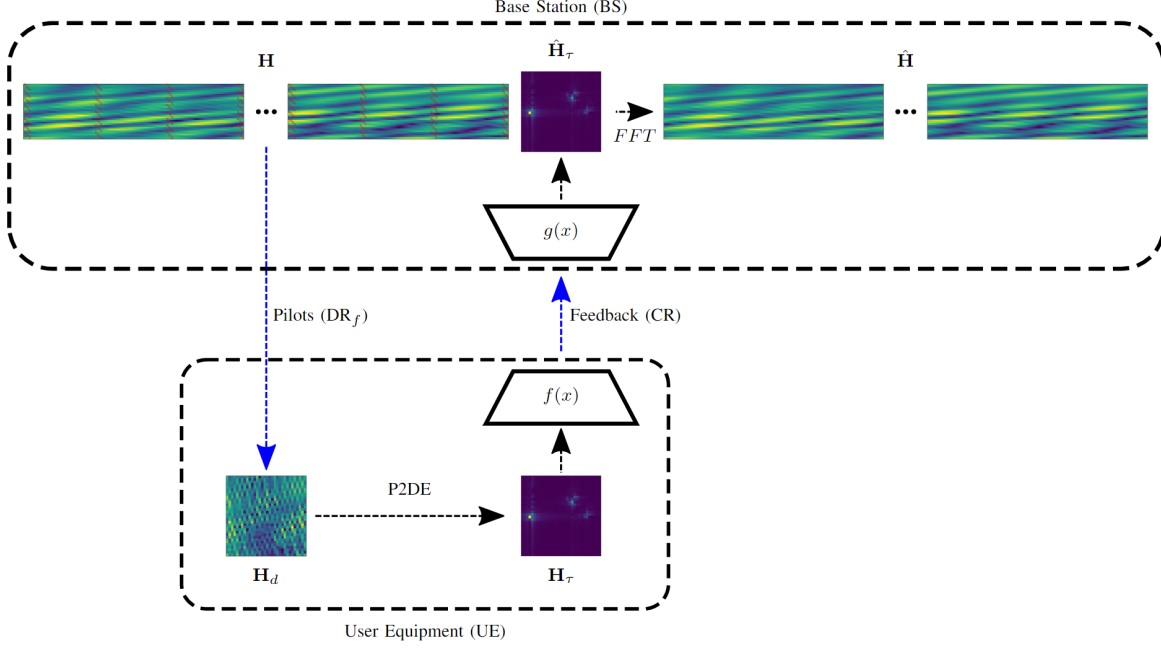 Base Station (BS)
H
Ĥτ
Ĥ
...
...
...
FFT
g(x)
Pilots (DRf)
Feedback (CR)
f(x)
P2DE
Hd
Hτ
User Equipment (UE)